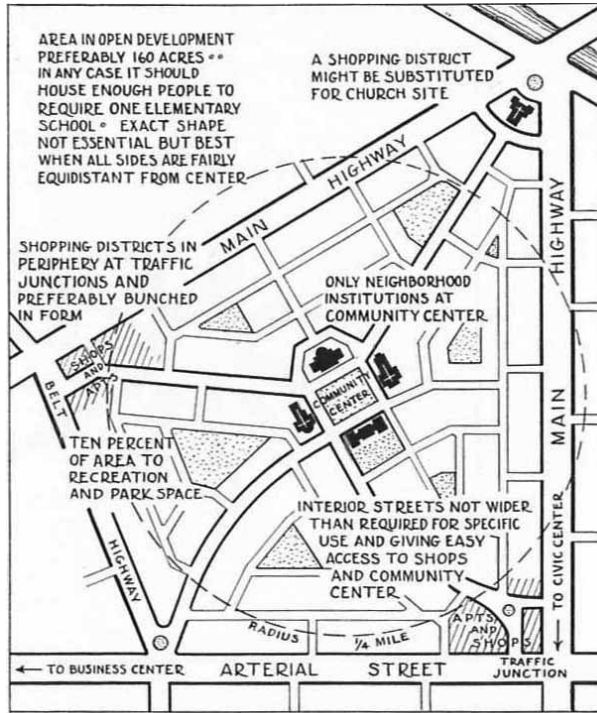 AREA IN OPEN DEVELOPMENT
PREFERABLY 160 ACRES ••
IN ANY CASE IT SHOULD
HOUSE ENOUGH PEOPLE TO
REQUIRE ONE ELEMENTARY
SCHOOL • EXACT SHAPE
NOT ESSENTIAL BUT BEST
WHEN ALL SIDES ARE FAIRLY
EQUIDISTANT FROM CENTER
A SHOPPING DISTRICT
MIGHT BE SUBSTITUTED
FOR CHURCH SITE
MAIN HIGHWAY
HIGHWAY
MAIN
SHOPPING DISTRICTS IN
PERIPHERY AT TRAFFIC
JUNCTIONS AND
PREFERABLY BUNCHED
IN FORM
ONLY NEIGHBORHOOD
INSTITUTIONS AT
COMMUNITY CENTER
SHOPS
AND
APTS
BELT
HIGHWAY
COMMUNITY
CENTER
TEN PERCENT
OF AREA TO
RECREATION
AND PARK SPACE
INTERIOR STREETS NOT WIDER
THAN REQUIRED FOR SPECIFIC
USE AND GIVING EASY
ACCESS TO SHOPS
AND COMMUNITY
CENTER
→ TO CIVIC CENTER
RADIUS 1/4 MILE
APTS
AND
SHOPS
TRAFFIC
JUNCTION
← TO BUSINESS CENTER ARTERIAL STREET